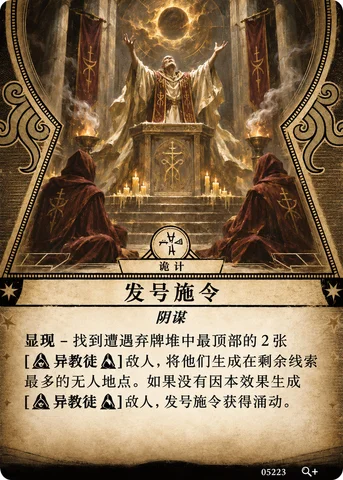 诡计
发号施令
阴谋
显现 – 找到遭遇弃牌堆中最顶部的 2 张
[异教徒]敌人，将他们生成在剩余线索
最多的无人地点。如果没有因本效果生成
[异教徒]敌人，发号施令获得涌动。
05223